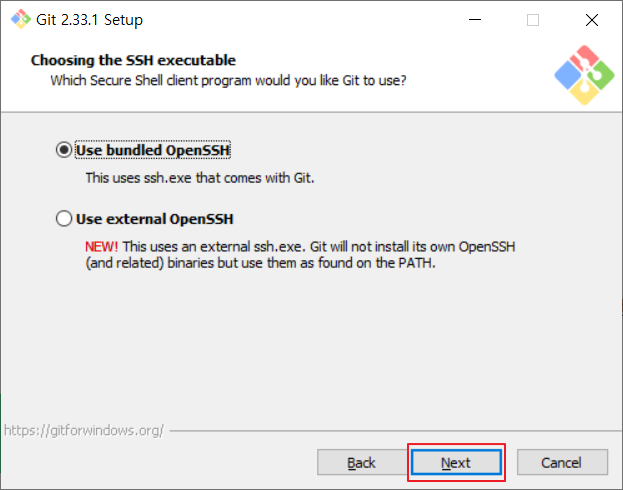 Git 2.33.1 Setup
Choosing the SSH executable
Which Secure Shell client program would you like Git to use?
Use bundled OpenSSH
This uses ssh.exe that comes with Git.
Use external OpenSSH
NEW! This uses an external ssh.exe. Git will not install its own OpenSSH
(and related) binaries but use them as found on the PATH.
https://gitforwindows.org/
Back
Next
Cancel